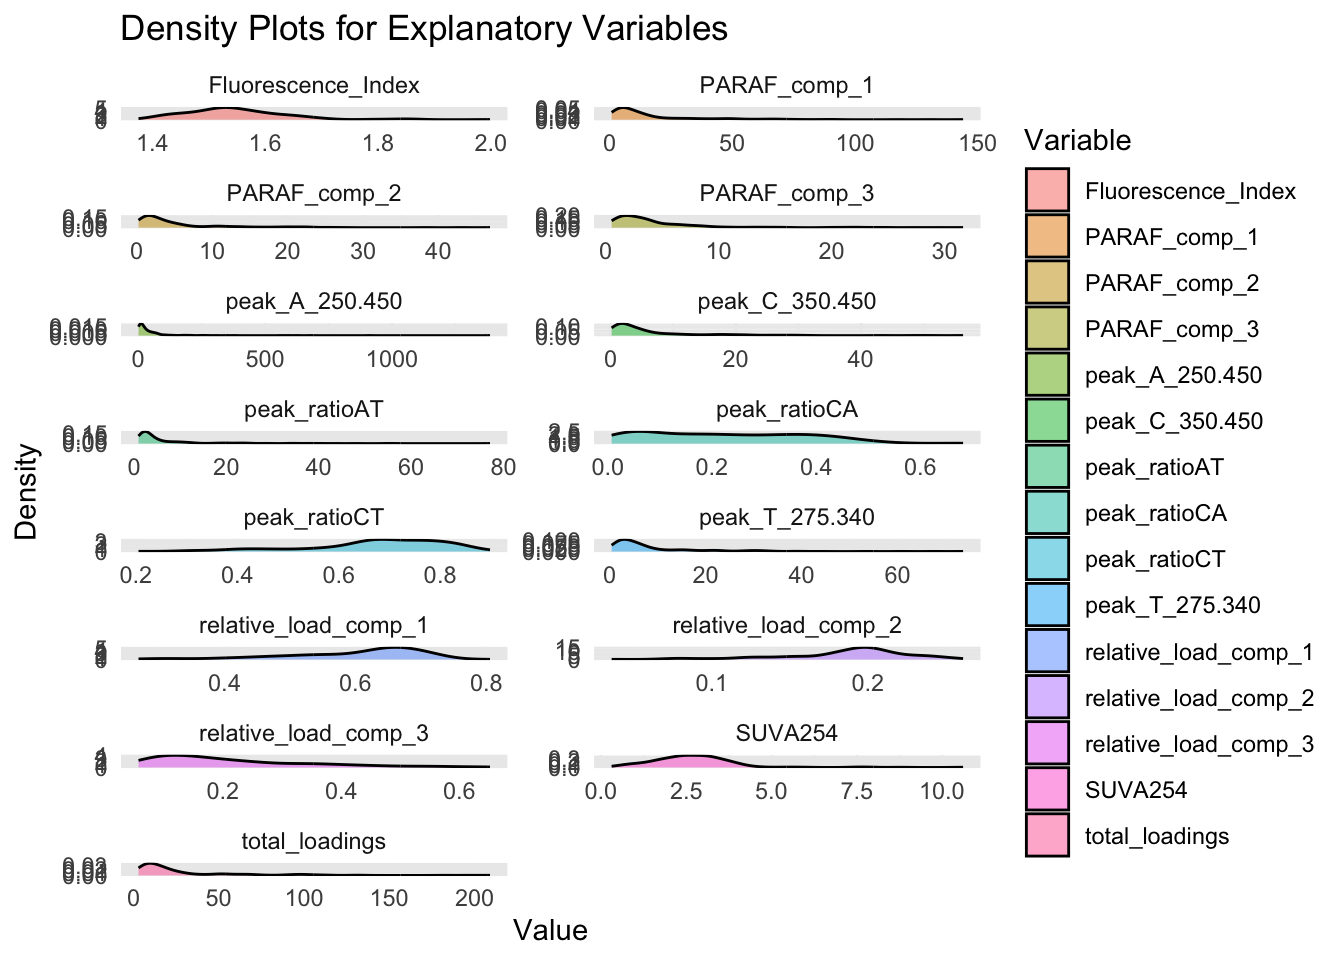 Density Plots for Explanatory Variables
Fluorescence_Index
1.4 1.6 1.8 2.0
PARAF_comp_1
0 50 100 150
PARAF_comp_2
0 10 20 30 40
PARAF_comp_3
0 10 20 30
peak_A_250.450
0 500 1000
peak_C_350.450
0 20 40
peak_ratioAT
0 20 40 60 80
peak_ratioCA
0.0 0.2 0.4 0.6
peak_ratioCT
0.2 0.4 0.6 0.8
peak_T_275.340
0 20 40 60
relative_load_comp_1
0.4 0.6 0.8
relative_load_comp_2
0.1 0.2
relative_load_comp_3
0.2 0.4 0.6
SUVA254
0.0 2.5 5.0 7.5 10.0
total_loadings
0 50 100 150 200
Value
Density
Variable
Fluorescence_Index
PARAF_comp_1
PARAF_comp_2
PARAF_comp_3
peak_A_250.450
peak_C_350.450
peak_ratioAT
peak_ratioCA
peak_ratioCT
peak_T_275.340
relative_load_comp_1
relative_load_comp_2
relative_load_comp_3
SUVA254
total_loadings